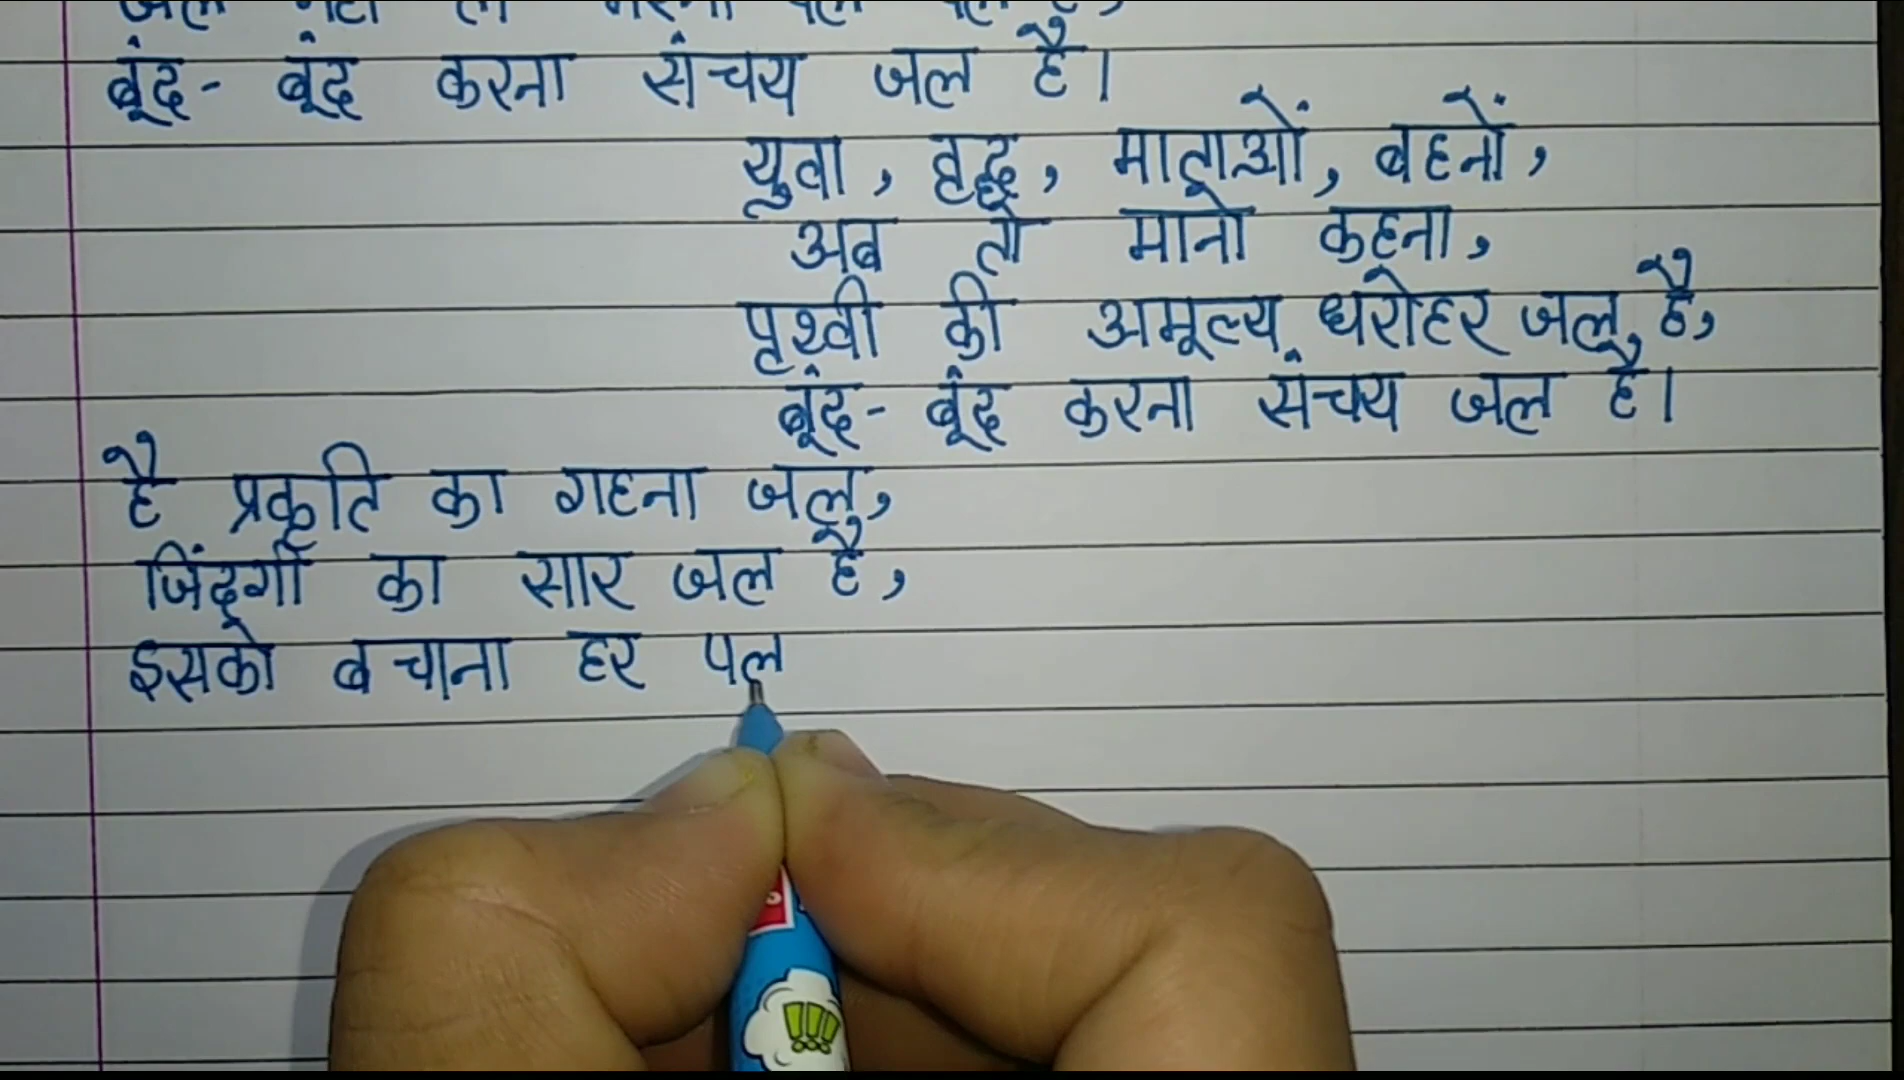 बूंद- बूंद करना संचय जल है।
युवा, वृद्ध, माताओं, बहनों,
अब तो मानो कहना,
पृथ्वी की अमूल्य धरोहर जल है,
बूंद- बूंद करना संचय जल है।
है प्रकृति का गहना जल,
जिंदगी का सार जल है,
इसको बचाना हर पल